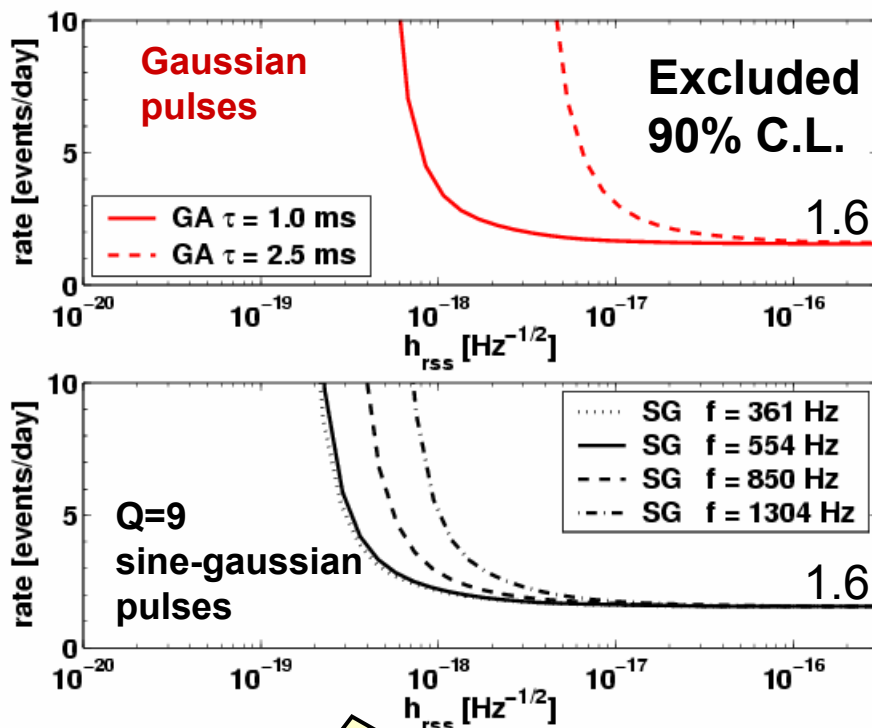 10
Gaussian
pulses
Excluded
90% C.L.
rate [events/day]
5
GA τ = 1.0 ms
GA τ = 2.5 ms
1.6
0
10⁻²⁰ 10⁻¹⁹ 10⁻¹⁸ 10⁻¹⁷ 10⁻¹⁶
h_rss [Hz⁻¹/²]
10
SG f = 361 Hz
SG f = 554 Hz
SG f = 850 Hz
SG f = 1304 Hz
rate [events/day]
5
Q=9
sine-gaussian
pulses
1.6
0
10⁻²⁰ 10⁻¹⁹ 10⁻¹⁸ 10⁻¹⁷ 10⁻¹⁶
h_rss [Hz⁻¹/²]